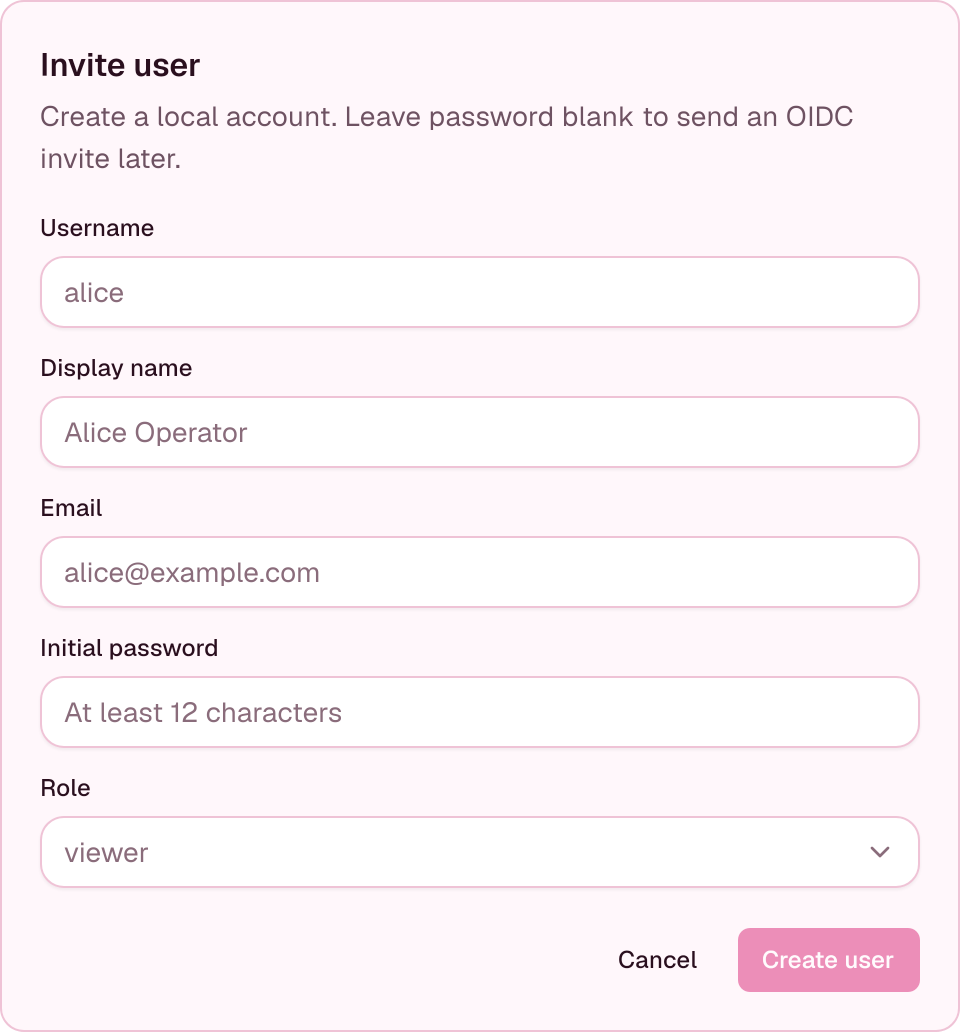 Invite user
Create a local account. Leave password blank to send an OIDC
invite later.
Username
alice
Display name
Alice Operator
Email
alice@example.com
Initial password
At least 12 characters
Role
viewer
Cancel
Create user